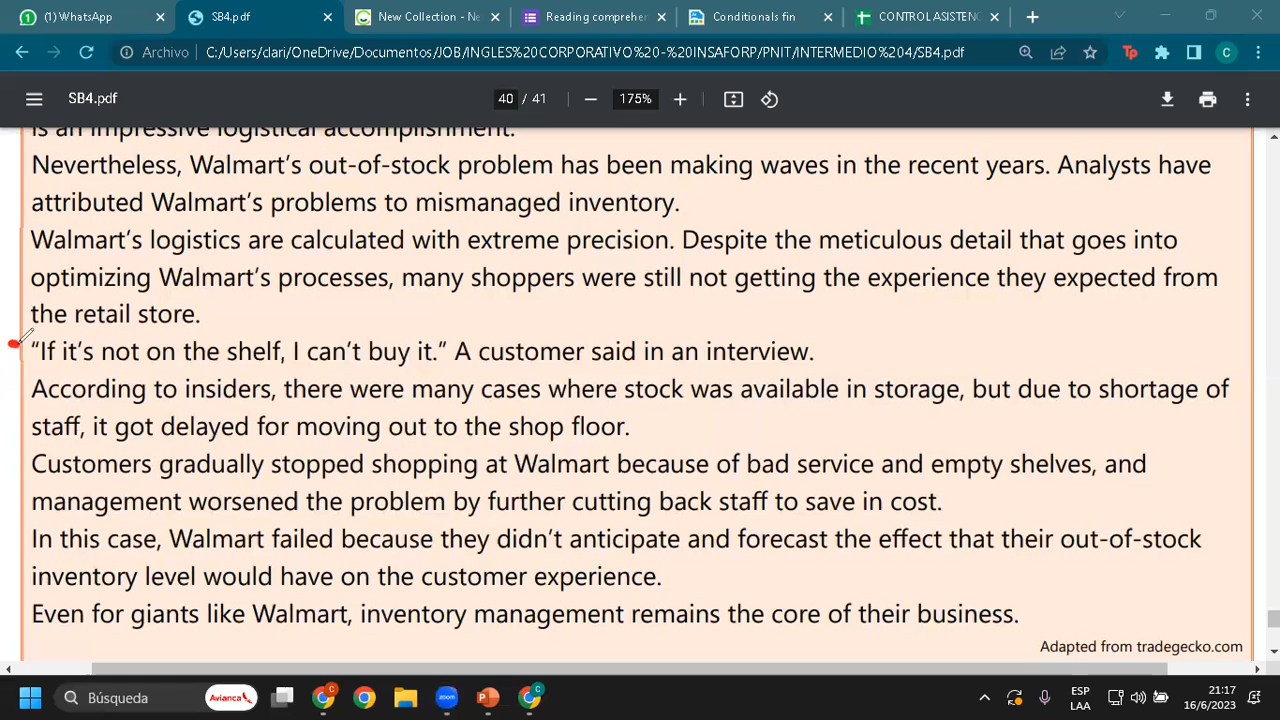 (1) WhatsApp
SB4.pdf
New Collection - Ne
Reading compreher
Conditionals fin
CONTROL ASISTENC
Archivo
C:/Users/clari/OneDrive/Documentos/JOB/INGLES%20CORPORATIVO%20-%20INSAFORP/PNIT/INTERMEDIO%204/SB4.pdf
C
SB4.pdf
40 / 41
175%
is an impressive logistical accomplishment.
Nevertheless, Walmart's out-of-stock problem has been making waves in the recent years. Analysts have
attributed Walmart's problems to mismanaged inventory.
Walmart's logistics are calculated with extreme precision. Despite the meticulous detail that goes into
optimizing Walmart's processes, many shoppers were still not getting the experience they expected from
the retail store.
“If it's not on the shelf, I can't buy it.” A customer said in an interview.
According to insiders, there were many cases where stock was available in storage, but due to shortage of
staff, it got delayed for moving out to the shop floor.
Customers gradually stopped shopping at Walmart because of bad service and empty shelves, and
management worsened the problem by further cutting back staff to save in cost.
In this case, Walmart failed because they didn't anticipate and forecast the effect that their out-of-stock
inventory level would have on the customer experience.
Even for giants like Walmart, inventory management remains the core of their business.
Adapted from tradegecko.com
Búsqueda
Avianca
ESP
LAA
21:17
16/6/2023